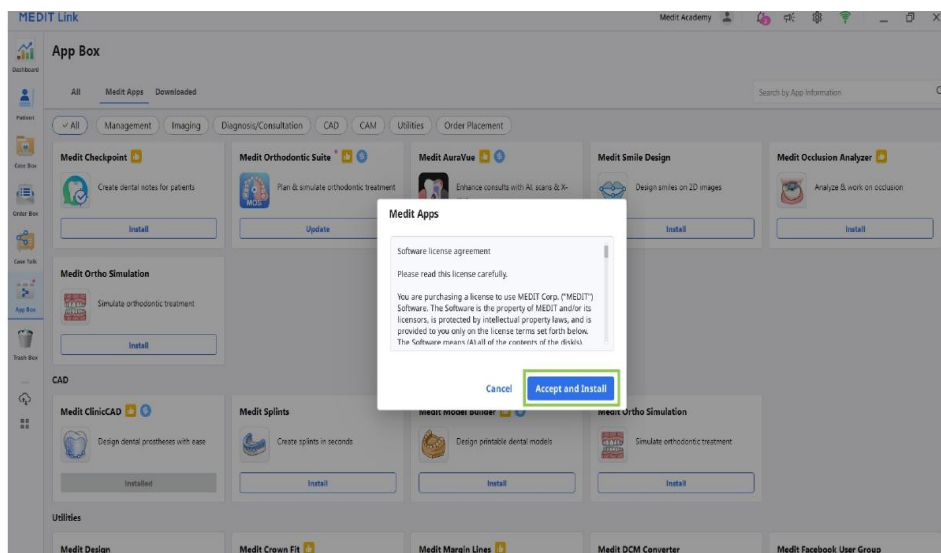 MEDIT Link
Medit Academy
App Box
Dashboard
Patient
Case Box
Order Box
Case Talk
App Box
Trash Box
All Medit Apps Downloaded
Search by App Information
All Management Imaging Diagnosis/Consultation CAD CAM Utilities Order Placement
Medit Checkpoint
Create dental notes for patients
Install
Medit Orthodontic Suite
MOS
Plan & simulate orthodontic treatment
Update
Medit AuraVue
Enhance consults with AI, scans & X-
Medit Smile Design
Design smiles on 2D images
Install
Medit Occlusion Analyzer
Analyze & work on occlusion
Install
Medit Ortho Simulation
Simulate orthodontic treatment
Install
Medit Apps
Software license agreement
Please read this license carefully.
You are purchasing a license to use MEDIT Corp. ("MEDIT")
Software. The Software is the property of MEDIT and/or its
licensors, is protected by intellectual property laws, and is
provided to you only on the license terms set forth below.
The Software means (A) all of the contents of the disk(s)
Cancel Accept and Install
CAD
Medit ClinicCAD
Design dental prostheses with ease
Installed
Medit Splints
Create splints in seconds
Install
Medit Model Builder
Design printable dental models
Install
Medit Ortho Simulation
Simulate orthodontic treatment
Install
Utilities
Medit Design
Medit Crown Fit
Medit Margin Lines
Medit DCM Converter
Medit Facebook User Group